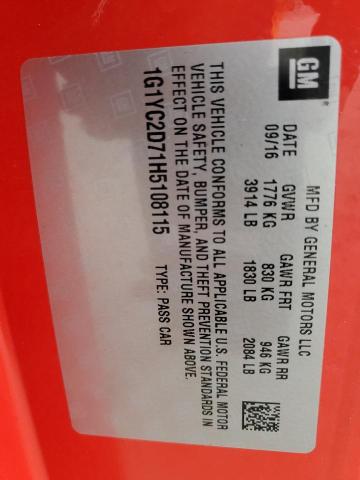 GM
MFD BY GENERAL MOTORS LLC
DATE GVWR GAWR FRT GAWR RR
09/16 1776 KG 830 KG 946 KG
3914 LB 1830 LB 2084 LB
THIS VEHICLE CONFORMS TO ALL APPLICABLE U.S. FEDERAL MOTOR
VEHICLE SAFETY, BUMPER, AND THEFT PREVENTION STANDARDS IN
EFFECT ON THE DATE OF MANUFACTURE SHOWN ABOVE.
1G1YC2D71H5108115 TYPE: PASS CAR